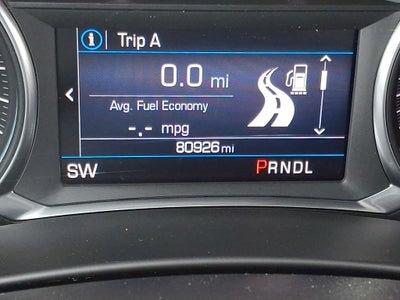 i Trip A
0.0 mi
Avg. Fuel Economy
-.- mpg
80926 mi
SW PRNDL